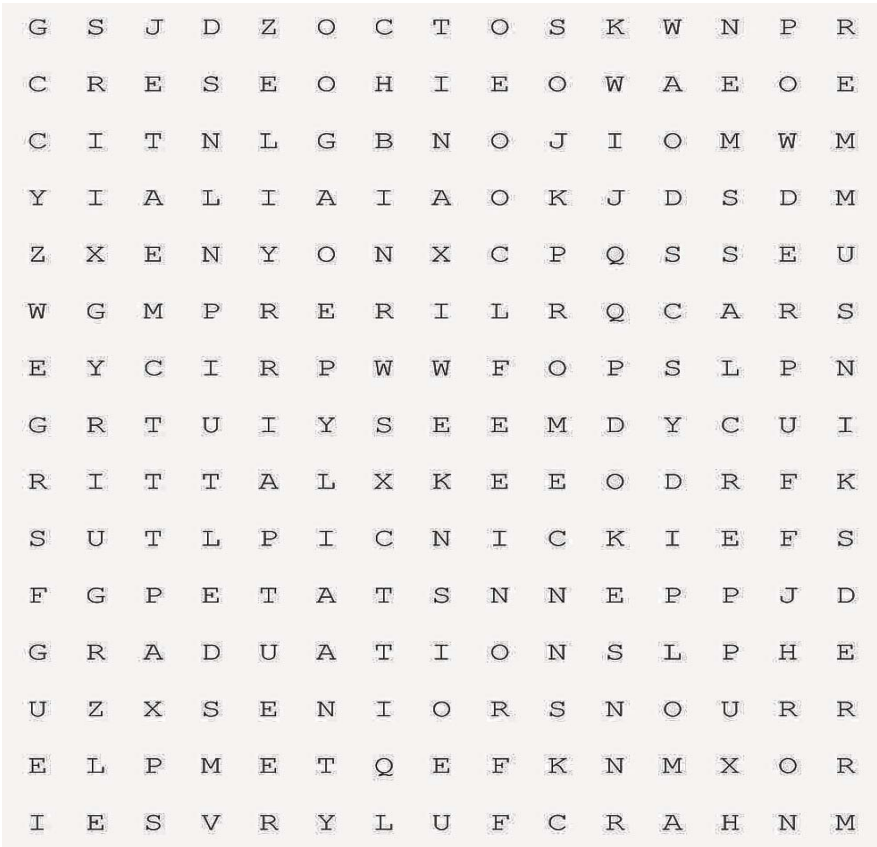 G S J D Z O C T O S K W N P R
C R E S E O H I E O W A E O E
C I T N L G B N O J I O M W M
Y I A L I A I A O K J D S D M
Z X E N Y O N X C P Q S S E U
W G M P R E R I L R Q C A R S
E Y C I R P W W F O P S L P N
G R T U I Y S E E M D Y C U I
R I T T A L X K E E O D R F K
S U T L P I C N I C K I E F S
F G P E T A T S N N E P P J D
G R A D U A T I O N S L P H E
U Z X S E N I O R S N O U R R
E L P M E T Q E F K N M X O R
I E S V R Y L U F C R A H N M